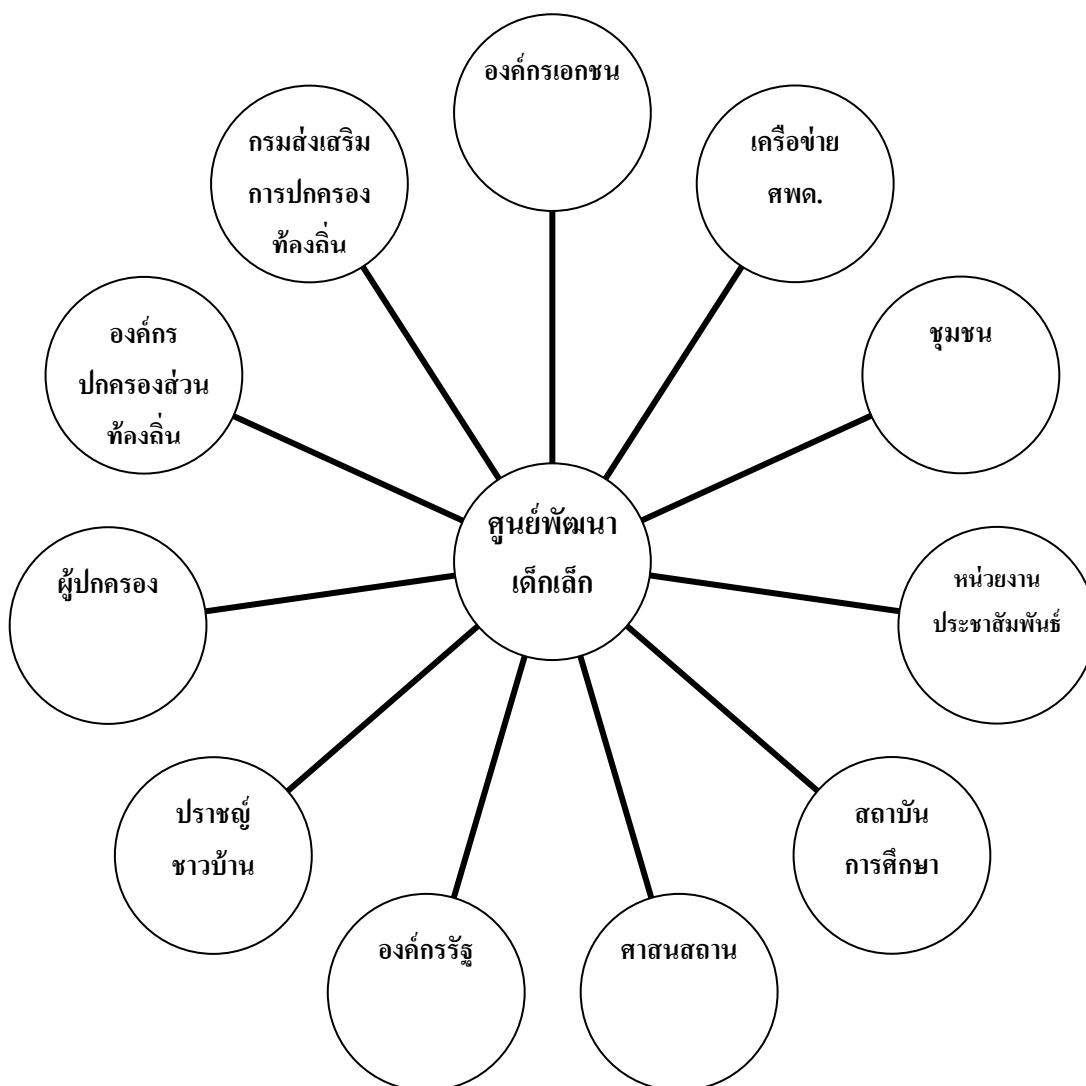 องค์กรเอกชน
กรมส่งเสริม
การปกครอง
ท้องถิ่น
เครือข่าย
ศพด.
องค์กร
ปกครองส่วน
ท้องถิ่น
ชุมชน
ศูนย์พัฒนา
เด็กเล็ก
ผู้ปกครอง
หน่วยงาน
ประชาสัมพันธ์
ปราชญ์
ชาวบ้าน
สถาบัน
การศึกษา
องค์กรรัฐ
ศาสนสถาน